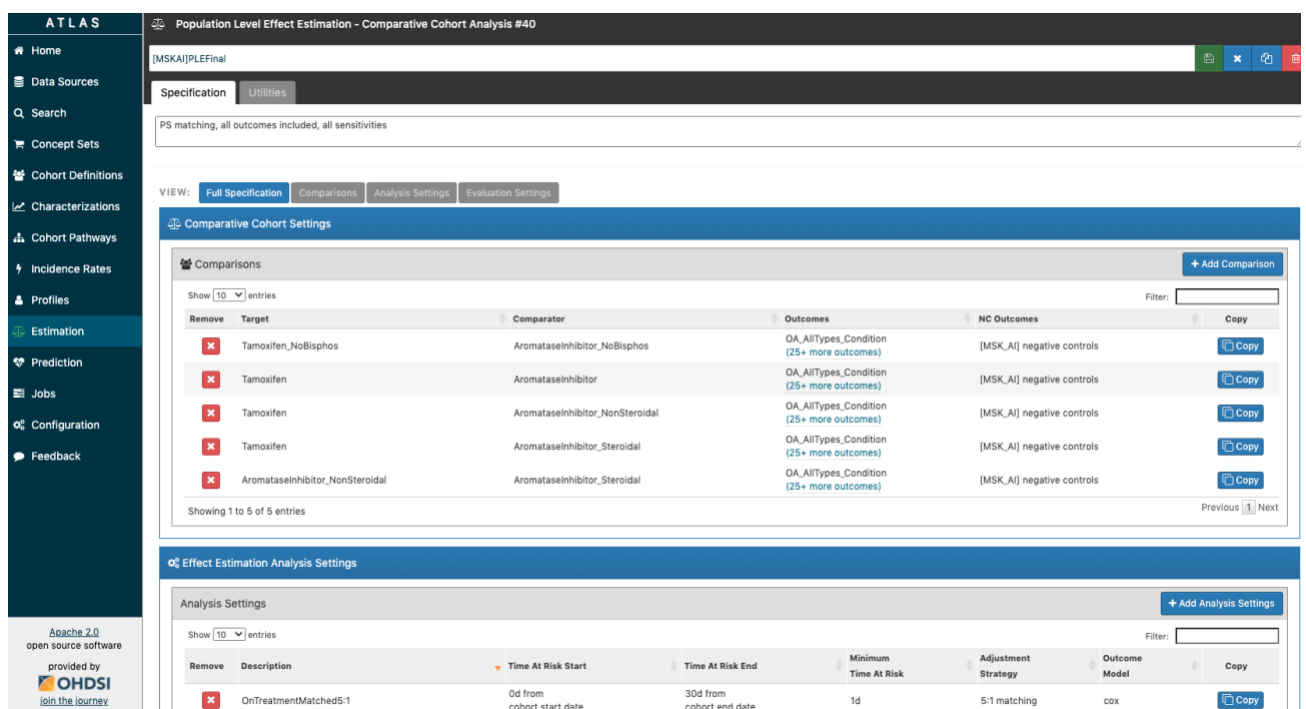 ATLAS
Population Level Effect Estimation - Comparative Cohort Analysis #40
Home
[MSKAI]PLEFinal
Data Sources
Specification
Utilities
Search
PS matching, all outcomes included, all sensitivities
Concept Sets
Cohort Definitions
VIEW: Full Specification Comparisons Analysis Settings Evaluation Settings
Characterizations
Comparative Cohort Settings
Cohort Pathways
Comparisons
+ Add Comparison
Incidence Rates
Show 10 entries
Filter:
Profiles
Remove Target Comparator Outcomes NC Outcomes Copy
Estimation
Tamoxifen_NoBisphos AromataseInhibitor_NoBisphos OA_AllTypes_Condition [MSK_AI] negative controls Copy
(25+ more outcomes)
Prediction
Tamoxifen AromataseInhibitor OA_AllTypes_Condition [MSK_AI] negative controls Copy
(25+ more outcomes)
Jobs
Tamoxifen AromataseInhibitor_NonSteroidal OA_AllTypes_Condition [MSK_AI] negative controls Copy
(25+ more outcomes)
Configuration
Tamoxifen AromataseInhibitor_Steroidal OA_AllTypes_Condition [MSK_AI] negative controls Copy
(25+ more outcomes)
Feedback
AromataseInhibitor_NonSteroidal AromataseInhibitor_Steroidal OA_AllTypes_Condition [MSK_AI] negative controls Copy
(25+ more outcomes)
Showing 1 to 5 of 5 entries
Previous 1 Next
Effect Estimation Analysis Settings
Analysis Settings
+ Add Analysis Settings
Show 10 entries
Filter:
Remove Description Time At Risk Start Time At Risk End Minimum Time At Risk Adjustment Strategy Outcome Model Copy
OnTreatmentMatched5:1 0d from cohort start date 30d from cohort end date 1d 5:1 matching cox Copy
Apache 2.0
open source software
provided by
OHDSI
join the journey